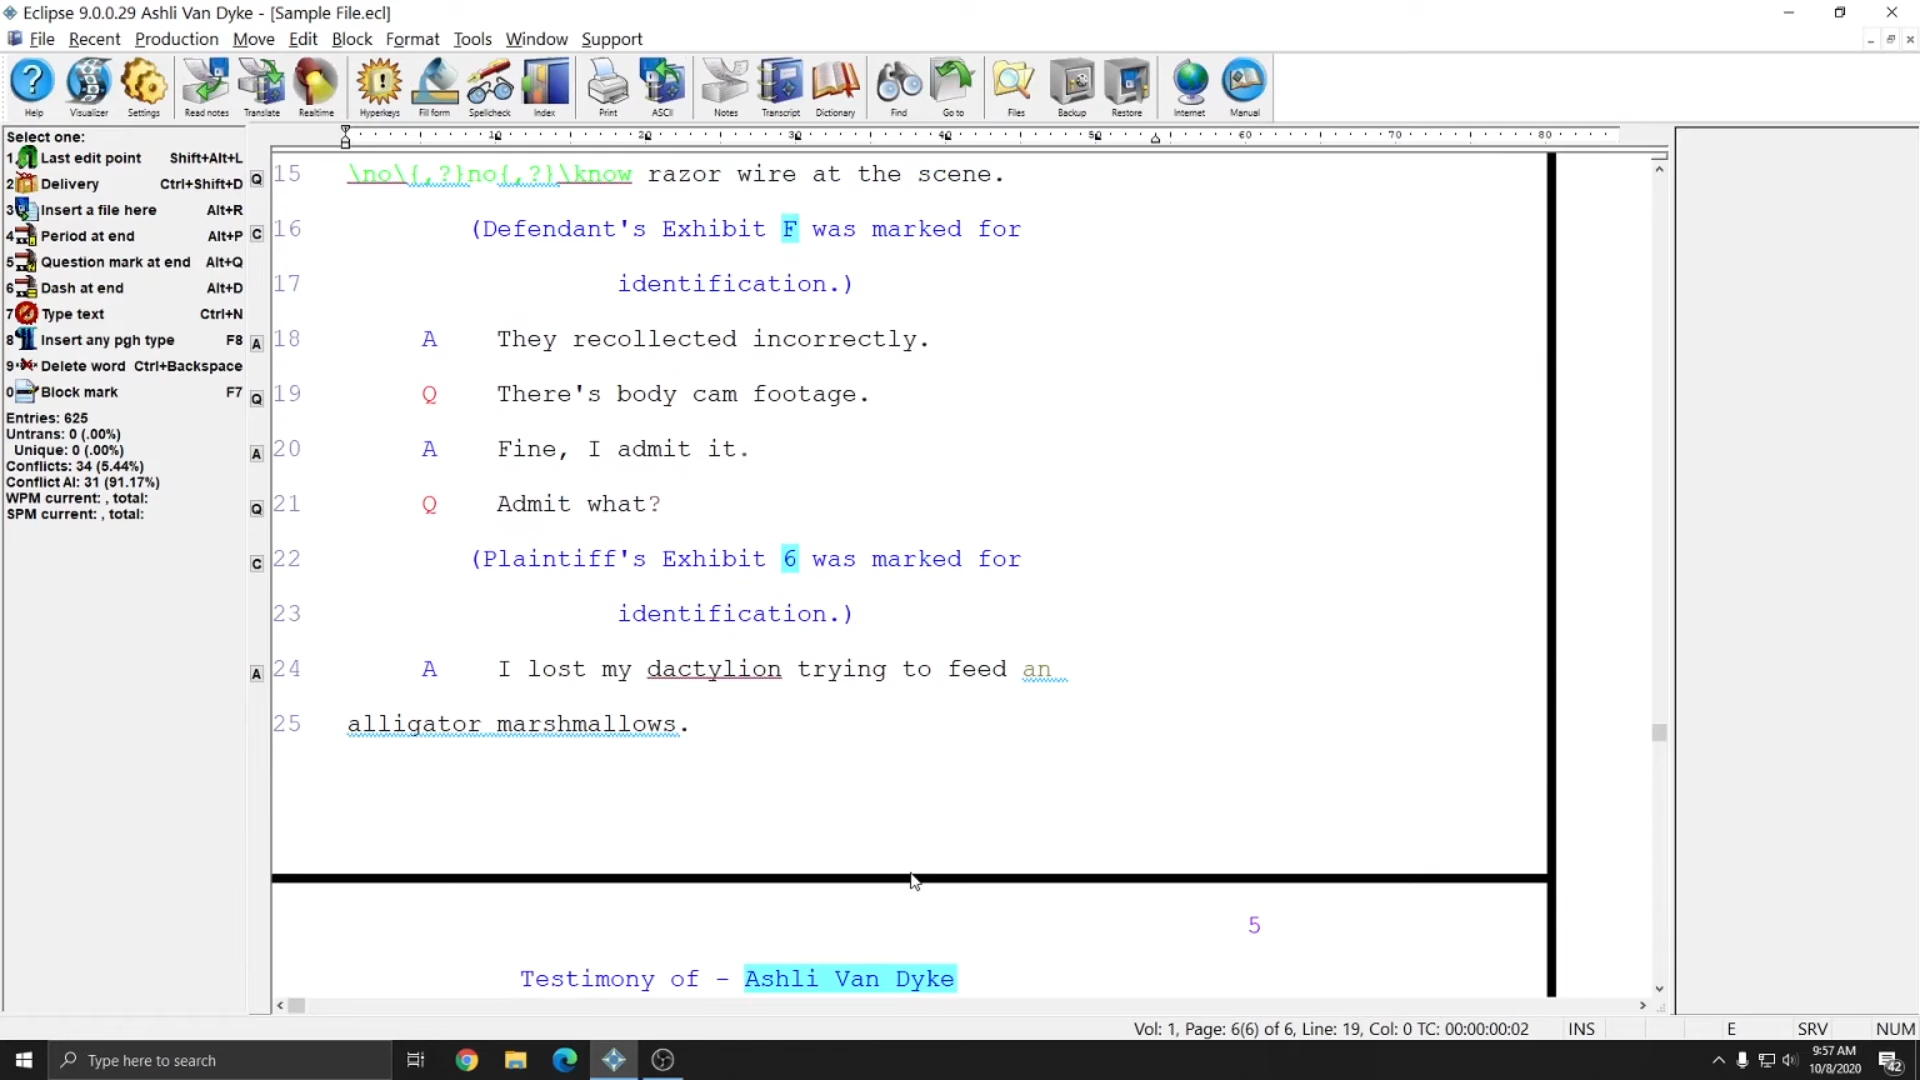 Eclipse 9.0.0.29 Ashli Van Dyke - [Sample File.ecl]
File Recent Production Move Edit Block Format Tools Window Support
Help Visualizer Settings Read notes Translate Realtime Hyperkeys Fill form Spellcheck Index Print ASCII Notes Transcript Dictionary Find Go to Files Backup Restore Internet Manual
Select one:
1 Last edit point Shift+Alt+L
2 Delivery Ctrl+Shift+D
3 Insert a file here Alt+R
4 Period at end Alt+P
5 Question mark at end Alt+Q
6 Dash at end Alt+D
7 Type text Ctrl+N
8 Insert any pgh type F8
9 Delete word Ctrl+Backspace
0 Block mark F7
Entries: 625
Untrans: 0 (.00%)
Unique: 0 (.00%)
Conflicts: 34 (5.44%)
Conflict AI: 31 (91.17%)
WPM current: , total:
SPM current: , total:
10 20 30 40 50 60 70 80
Q 15 \no\{,?}no{,?}\know razor wire at the scene.
C 16 (Defendant's Exhibit F was marked for
17 identification.)
A 18 A They recollected incorrectly.
Q 19 Q There's body cam footage.
A 20 A Fine, I admit it.
Q 21 Q Admit what?
C 22 (Plaintiff's Exhibit 6 was marked for
23 identification.)
A 24 A I lost my dactylion trying to feed an
25 alligator marshmallows.
5
Testimony of - Ashli Van Dyke
Vol: 1, Page: 6(6) of 6, Line: 19, Col: 0 TC: 00:00:00:02 INS E SRV NUM
Type here to search
9:57 AM
10/8/2020
42